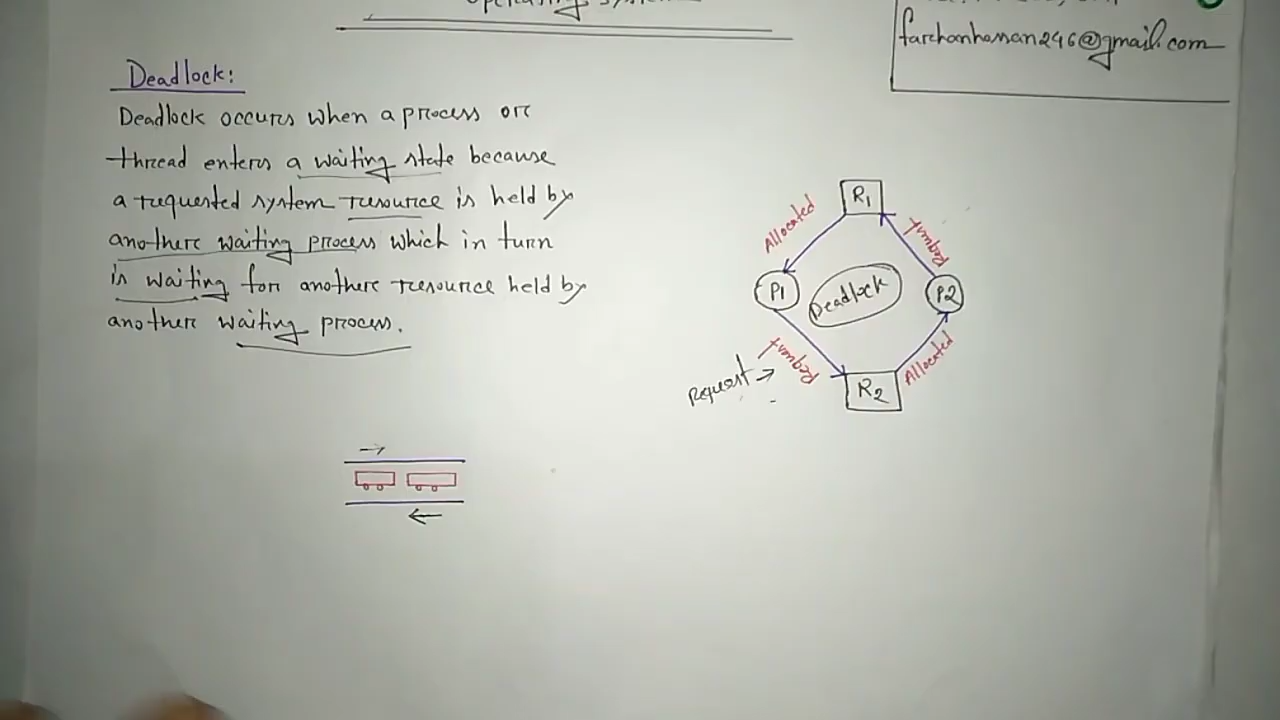 Deadlock:
Deadlock occurs when a process or
thread enters a waiting state because
a requested system resource is held by
another waiting process which in turn
is waiting for another resource held by
another waiting process.
farhanhassan246@gmail.com
R1
Allocated
Request
P1
Deadlock
P2
Request
Allocated
Request →
R2